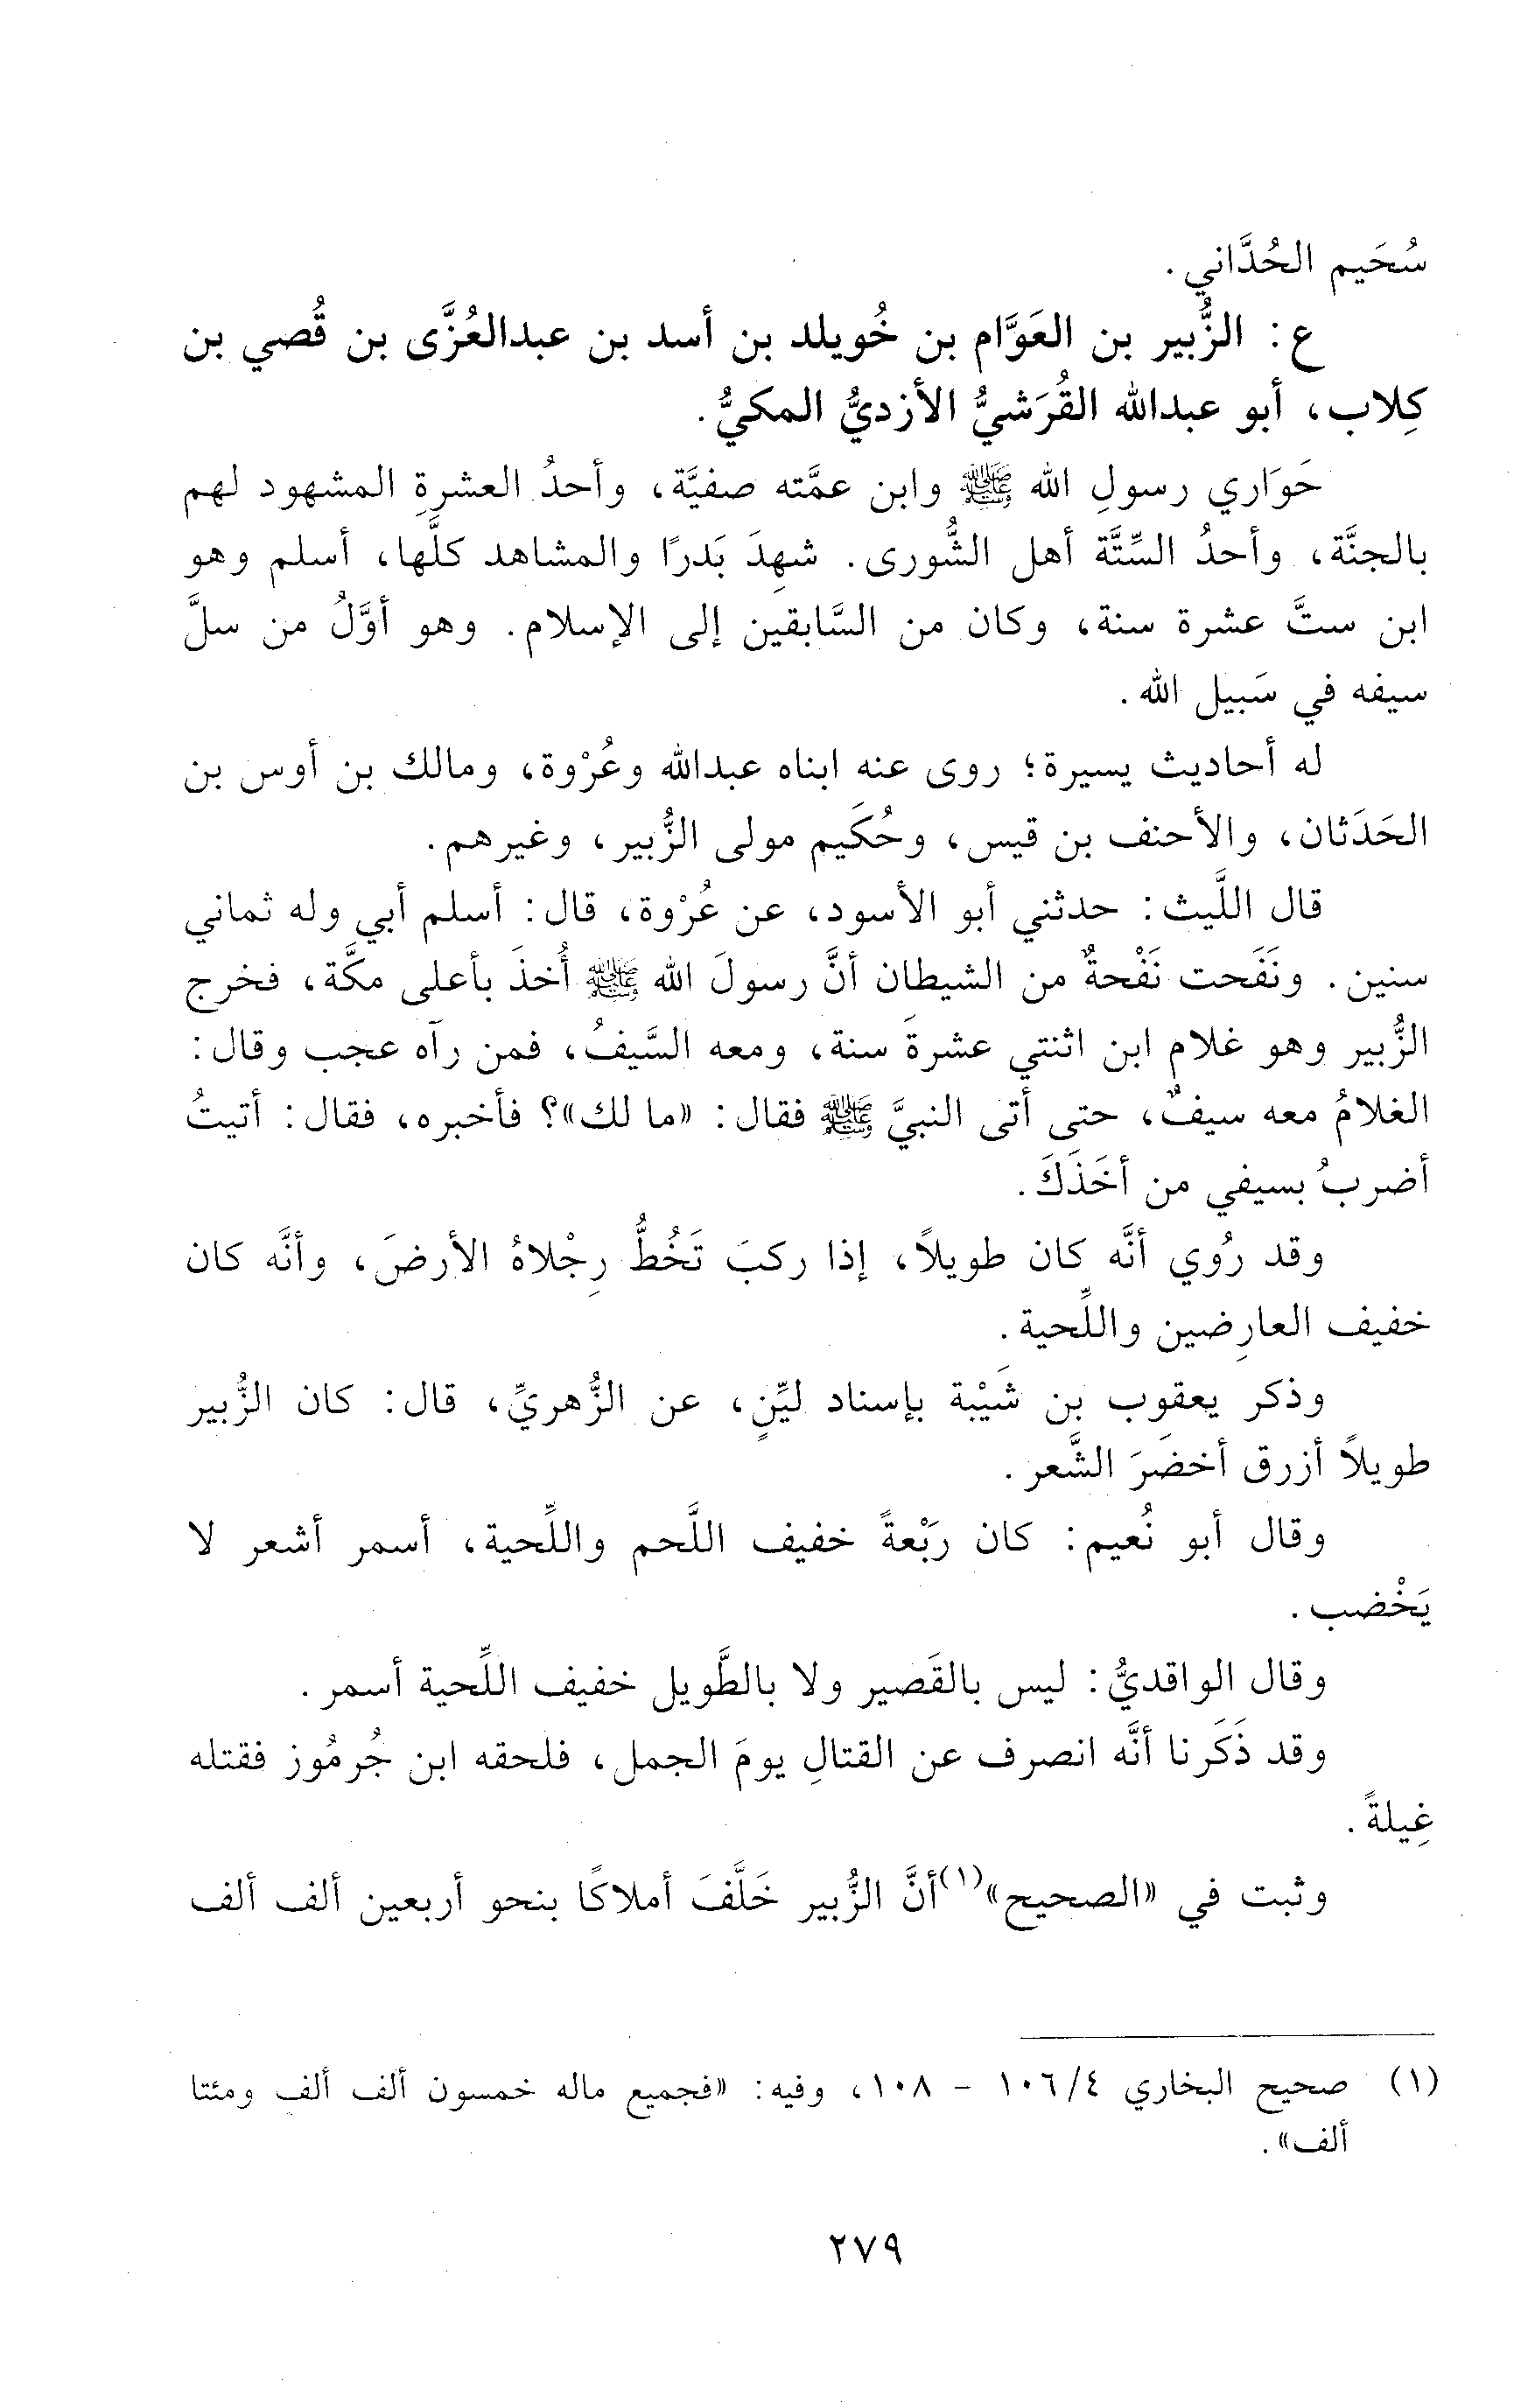 سُحَيم الحُدَّاني.
ع: الزُّبير بن العَوَّام بن خُويلد بن أسد بن عبدالعُزَّى بن قُصي بن
كِلاب، أبو عبدالله القُرَشيُّ الأزديُّ المكيُّ.
حَوَاري رسولِ الله ﷺ وابن عمَّته صفيَّة، وأحدُ العشرةِ المشهود لهم
بالجنَّة، وأحدُ السِّتَّة أهل الشُّورى. شهِدَ بَدرًا والمشاهد كلَّها، أسلم وهو
ابن ستَّ عشرة سنة، وكان من السَّابقين إلى الإسلام. وهو أوَّلُ من سلَّ
سيفه في سَبيل الله.
له أحاديث يسيرة؛ روى عنه ابناه عبدالله وعُرْوة، ومالك بن أوس بن
الحَدَثان، والأحنف بن قيس، وحُكَيم مولى الزُّبير، وغيرهم.
قال اللَّيث: حدثني أبو الأسود، عن عُرْوة، قال: أسلم أبي وله ثماني
سنين. ونَفَحت نَفْحةٌ من الشيطان أنَّ رسولَ الله ﷺ أُخذَ بأعلى مكَّة، فخرج
الزُّبير وهو غلام ابن اثنتي عشرةَ سنة، ومعه السَّيفُ، فمن رآه عجب وقال:
الغلامُ معه سيفٌ، حتى أتى النبيَّ ﷺ فقال: «ما لك»؟ فأخبره، فقال: أتيتُ
أضربُ بسيفي من أخَذَكَ.
وقد رُوي أنَّه كان طويلاً، إذا ركبَ تَخُطُّ رِجْلاهُ الأرضَ، وأنَّه كان
خفيف العارِضين واللِّحية.
وذكر يعقوب بن شَيْبة بإسناد ليِّنٍ، عن الزُّهريِّ، قال: كان الزُّبير
طويلاً أزرق أخضَرَ الشَّعر.
وقال أبو نُعيم: كان رَبْعةً خفيف اللَّحم واللِّحية، أسمر أشعر لا
يَخْضب.
وقال الواقديُّ: ليس بالقَصير ولا بالطَّويل خفيف اللِّحية أسمر.
وقد ذَكَرنا أنَّه انصرف عن القتالِ يومَ الجمل، فلحقه ابن جُرمُوز فقتله
غِيلةً.
وثبت في «الصحيح»(١) أنَّ الزُّبير خَلَّفَ أملاكًا بنحو أربعين ألف ألف
(١) صحيح البخاري ٤/ ١٠٦ - ١٠٨، وفيه: «فجميع ماله خمسون ألف ألف ومئتا
ألف».
٢٧٩